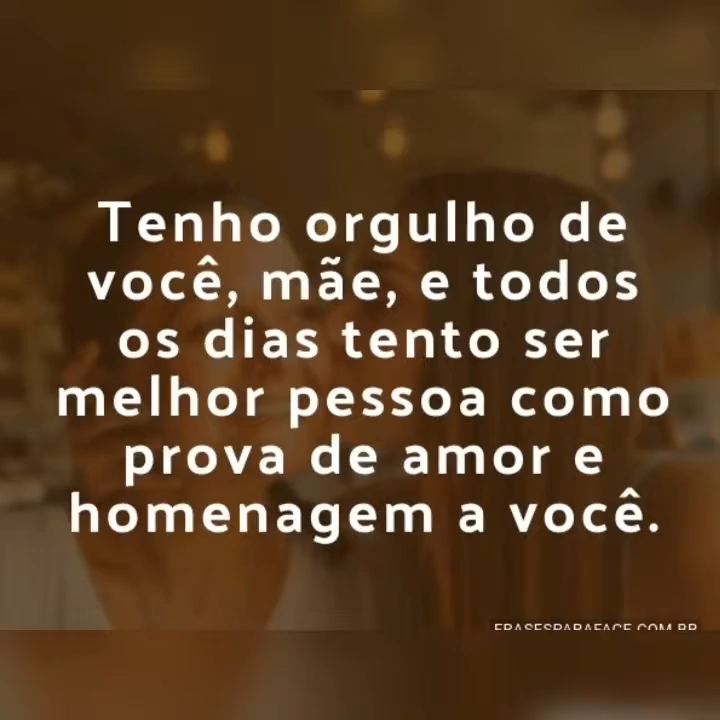 Tenho orgulho de
você, mãe, e todos
os dias tento ser
melhor pessoa como
prova de amor e
homenagem a você.
FRASESPARAFACE.COM.BR